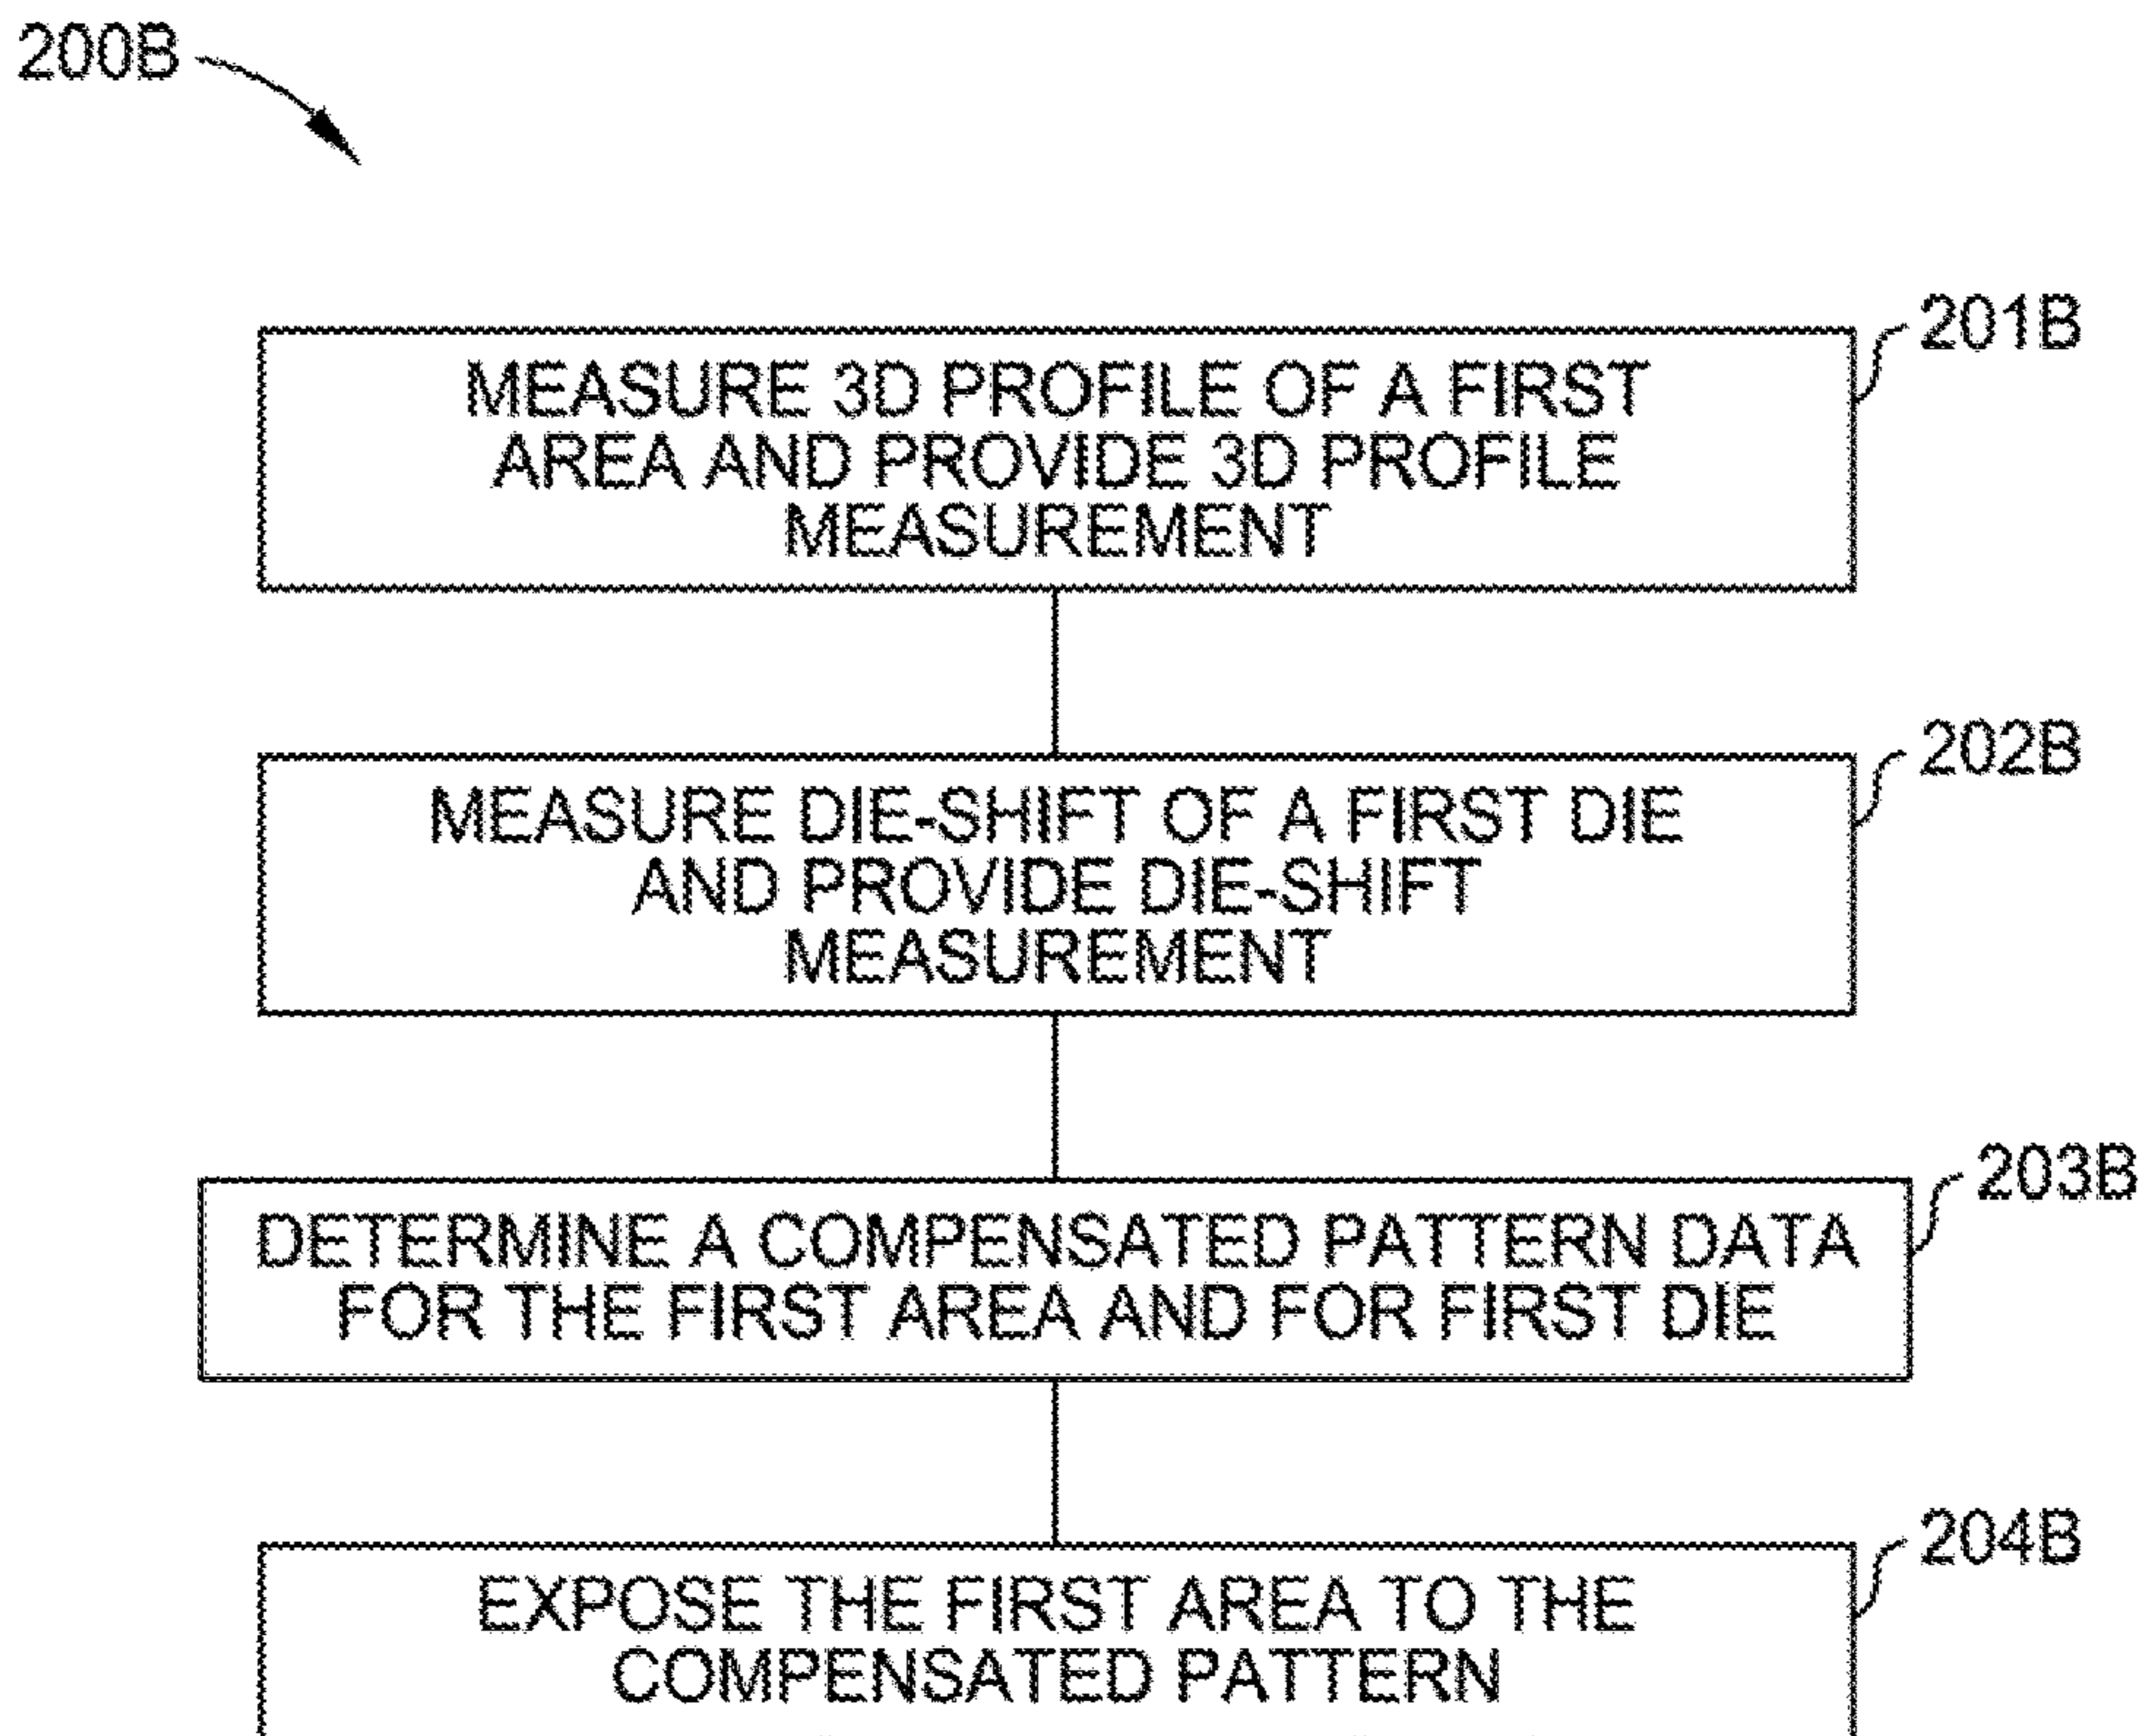 200B
201B
MEASURE 3D PROFILE OF A FIRST
AREA AND PROVIDE 3D PROFILE
MEASUREMENT
202B
MEASURE DIE-SHIFT OF A FIRST DIE
AND PROVIDE DIE-SHIFT
MEASUREMENT
203B
DETERMINE A COMPENSATED PATTERN DATA
FOR THE FIRST AREA AND FOR FIRST DIE
204B
EXPOSE THE FIRST AREA TO THE
COMPENSATED PATTERN